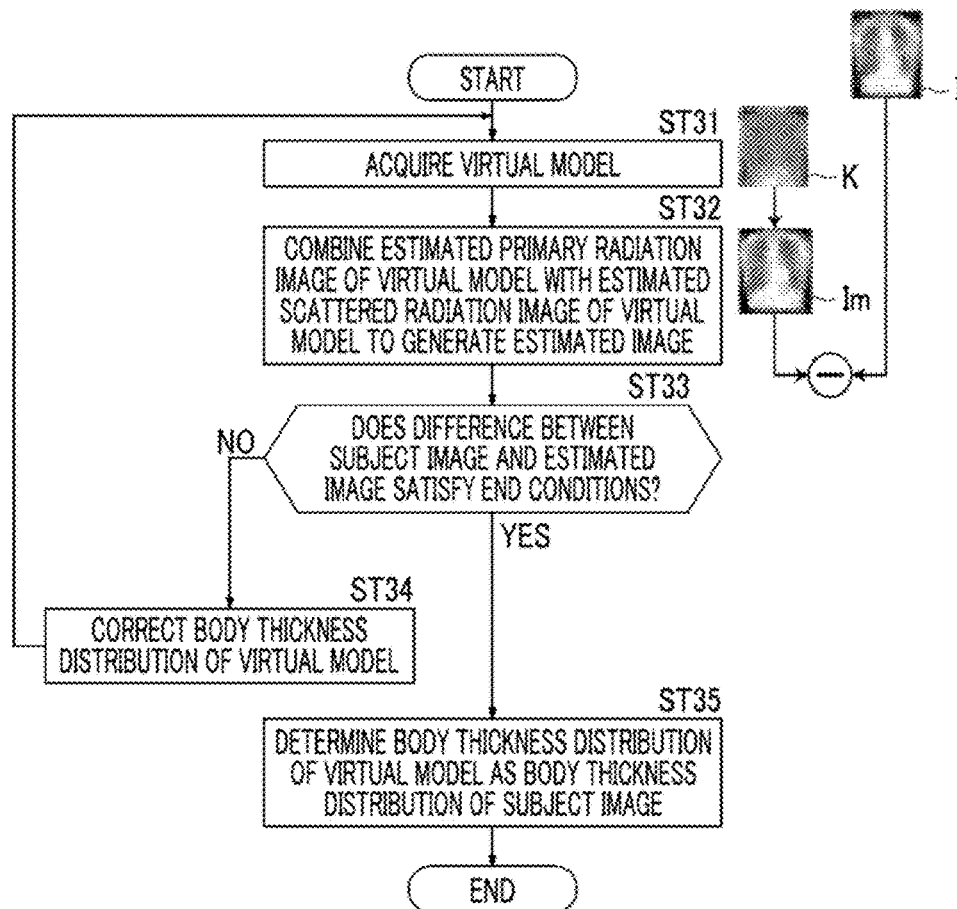 START
I
ST31
ACQUIRE VIRTUAL MODEL
K
ST32
COMBINE ESTIMATED PRIMARY RADIATION
IMAGE OF VIRTUAL MODEL WITH ESTIMATED
SCATTERED RADIATION IMAGE OF VIRTUAL
MODEL TO GENERATE ESTIMATED IMAGE
Im
ST33
DOES DIFFERENCE BETWEEN
SUBJECT IMAGE AND ESTIMATED
IMAGE SATISFY END CONDITIONS?
NO
YES
ST34
CORRECT BODY THICKNESS
DISTRIBUTION OF VIRTUAL MODEL
ST35
DETERMINE BODY THICKNESS DISTRIBUTION
OF VIRTUAL MODEL AS BODY THICKNESS
DISTRIBUTION OF SUBJECT IMAGE
END